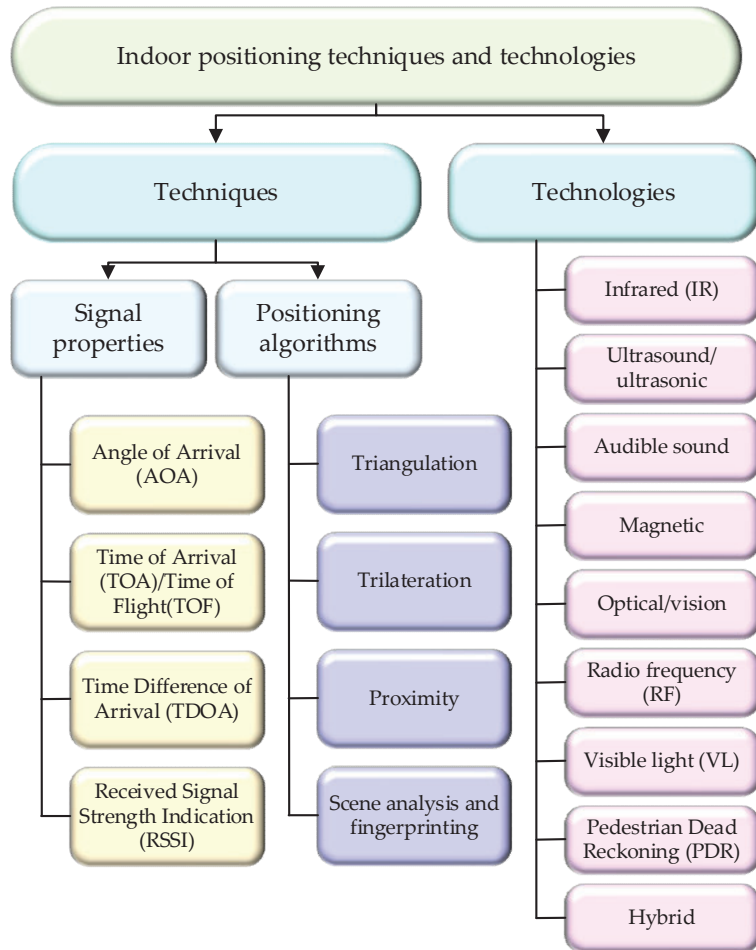 Indoor positioning techniques and technologies
Techniques
Technologies
Signal
properties
Positioning
algorithms
Angle of Arrival
(AOA)
Time of Arrival
(TOA)/Time of
Flight(TOF)
Time Difference of
Arrival (TDOA)
Received Signal
Strength Indication
(RSSI)
Triangulation
Trilateration
Proximity
Scene analysis and
fingerprinting
Infrared (IR)
Ultrasound/
ultrasonic
Audible sound
Magnetic
Optical/vision
Radio frequency
(RF)
Visible light (VL)
Pedestrian Dead
Reckoning (PDR)
Hybrid